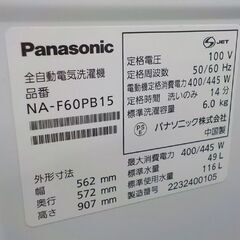 Panasonic
全自動電気洗濯機
品番
NA-F60PB15
外形寸法
幅 562 mm
奥行 572 mm
高さ 907 mm
JET
定格電圧 100 V
定格周波数 50/60 Hz
電動機定格消費電力 400/445 W
定格洗い時間 14 分
標準洗濯容量 6.0 kg
PS E パナソニック株式会社
中国製
最大消費電力 400/445 W
標準水量 49 L
標準使用水量 116 L
製造番号 2232400105